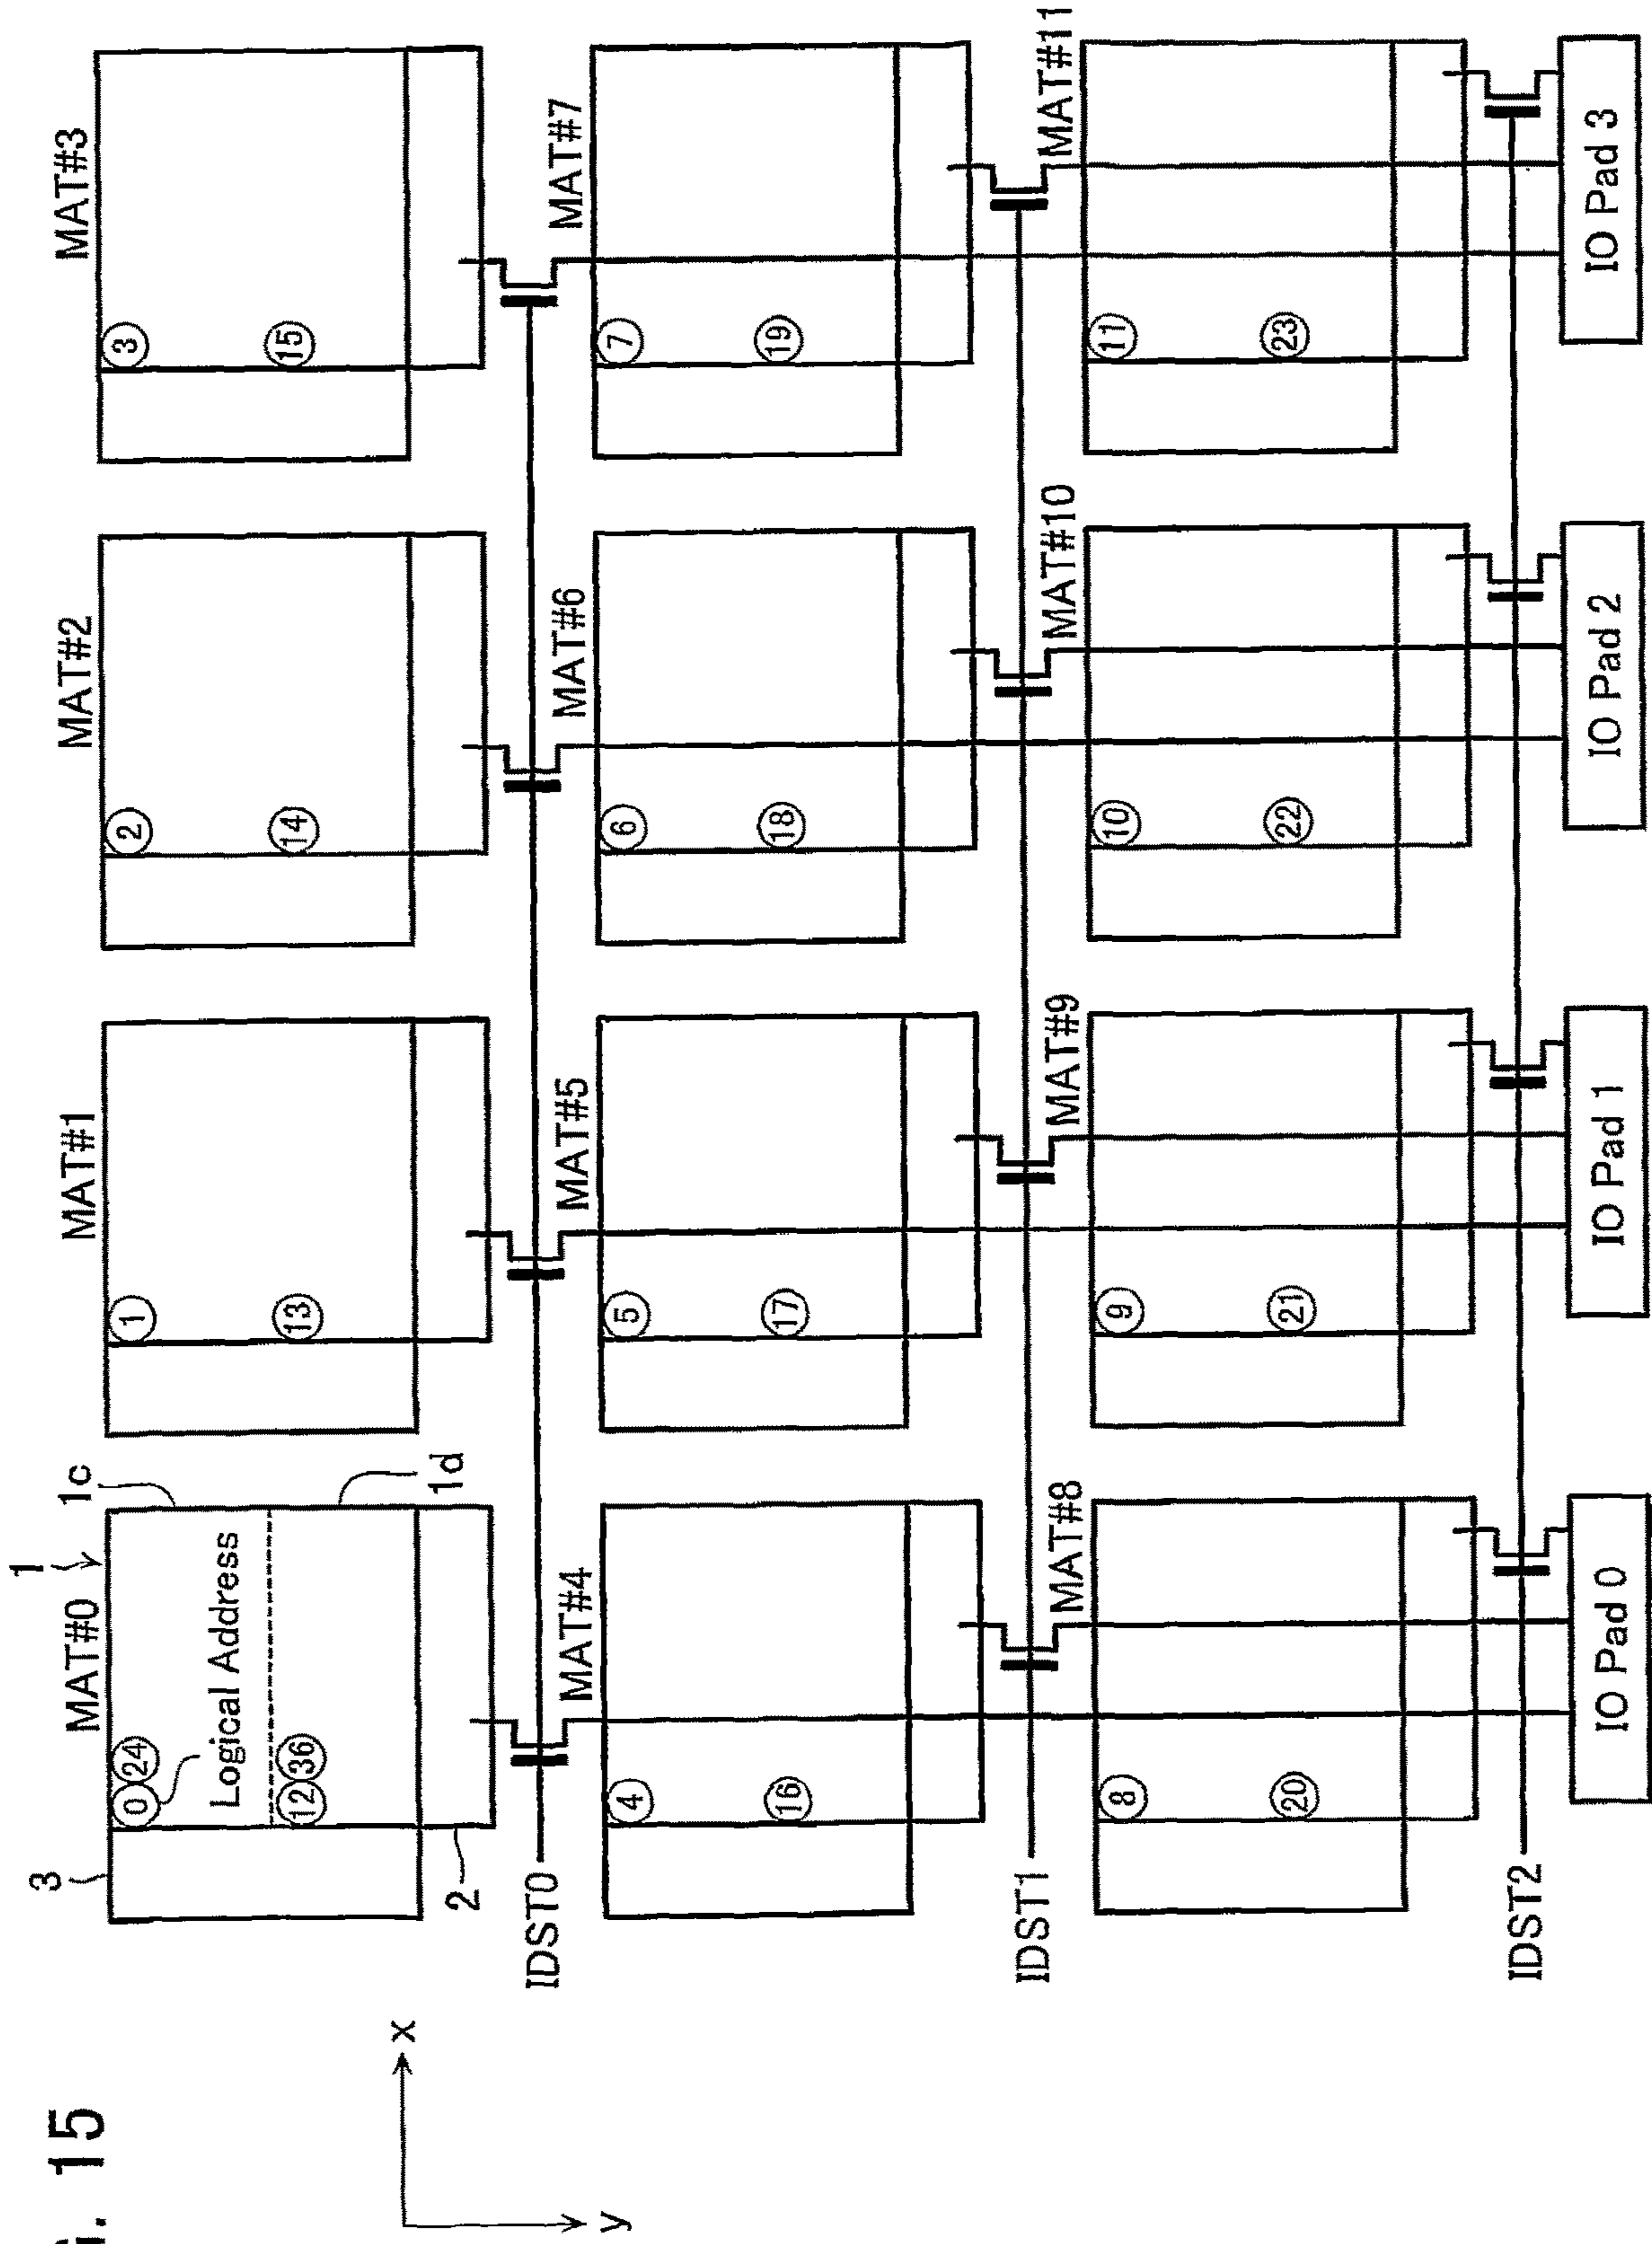 G. 15
1
MAT#0
MAT#1
MAT#2
MAT#3
3
1c
0
24
1
2
3
Logical Address
12
36
13
14
15
1d
2
IDST0
MAT#4
MAT#5
MAT#6
MAT#7
x
y
4
5
6
7
16
17
18
19
IDST1
MAT#8
MAT#9
MAT#10
MAT#11
8
9
10
11
20
21
22
23
IDST2
IO Pad 0
IO Pad 1
IO Pad 2
IO Pad 3